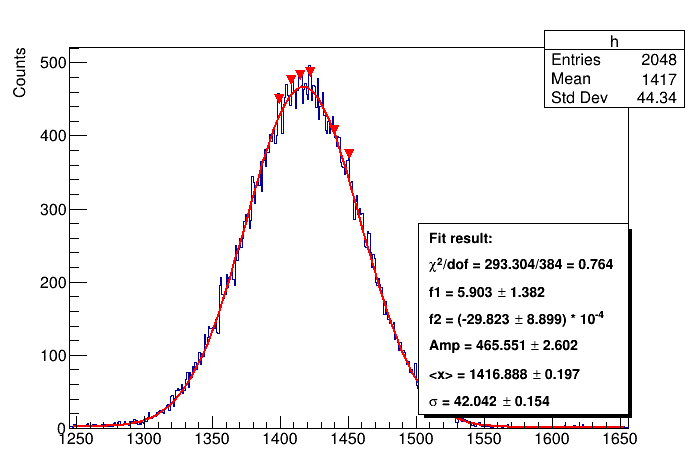 h
Entries 2048
Mean 1417
Std Dev 44.34
Counts
500
400
300
200
100
0
Fit result:
χ²/dof = 293.304/384 = 0.764
f1 = 5.903 ± 1.382
f2 = (-29.823 ± 8.899) * 10⁻⁴
Amp = 465.551 ± 2.602
<x> = 1416.888 ± 0.197
σ = 42.042 ± 0.154
1250 1300 1350 1400 1450 1500 1550 1600 1650